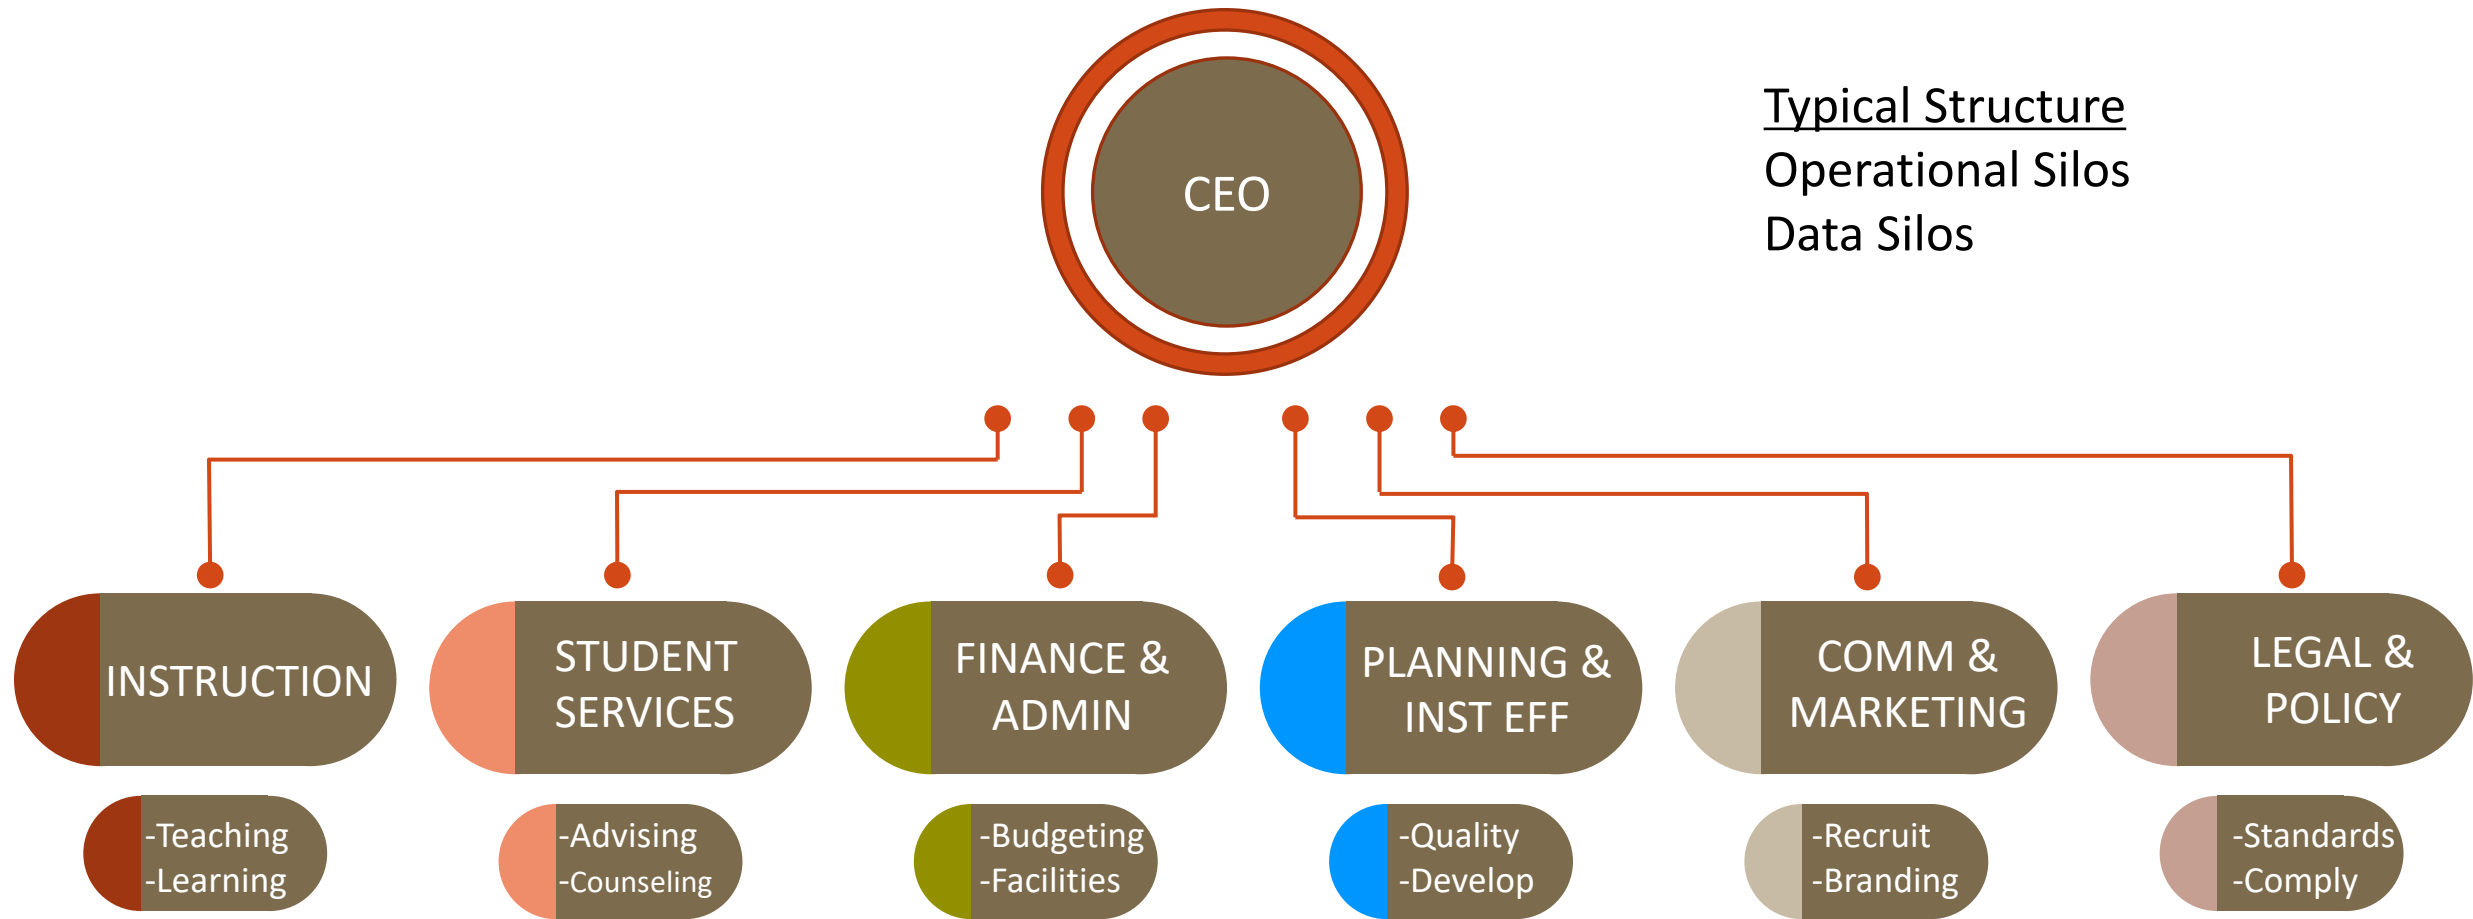 CEO
Typical Structure
Operational Silos
Data Silos
INSTRUCTION
STUDENT
SERVICES
FINANCE &
ADMIN
PLANNING &
INST EFF
COMM &
MARKETING
LEGAL &
POLICY
-Teaching
-Learning
-Advising
-Counseling
-Budgeting
-Facilities
-Quality
-Develop
-Recruit
-Branding
-Standards
-Comply